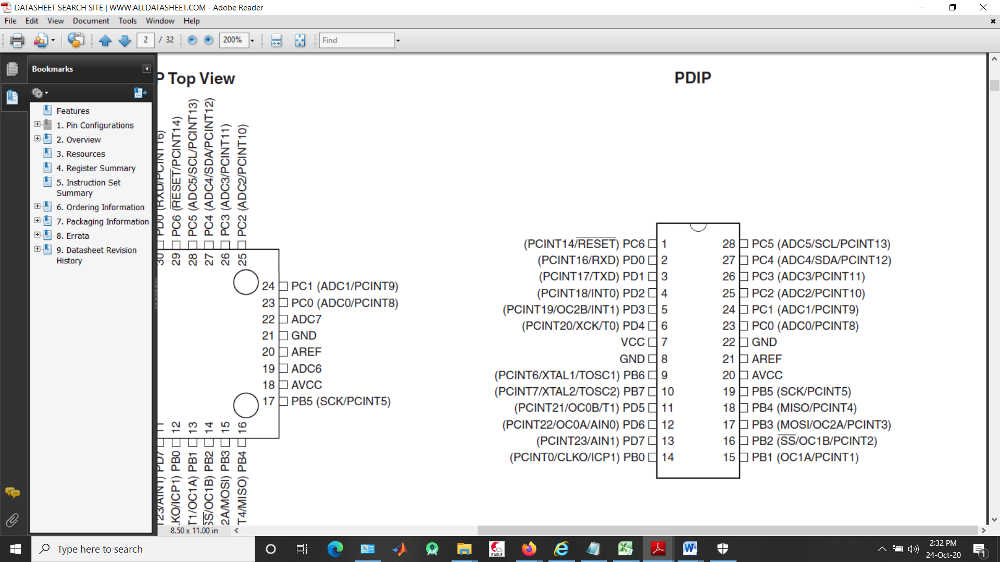 DATASHEET SEARCH SITE | WWW.ALLDATASHEET.COM - Adobe Reader
File Edit View Document Tools Window Help
2 / 32 200% Find
Bookmarks
Features
1. Pin Configurations
2. Overview
3. Resources
4. Register Summary
5. Instruction Set
Summary
6. Ordering Information
7. Packaging Information
8. Errata
9. Datasheet Revision
History
P Top View
PD0 (RXD/PCINT16)
PC6 (RESET/PCINT14)
PC5 (ADC5/SCL/PCINT13)
PC4 (ADC4/SDA/PCINT12)
PC3 (ADC3/PCINT11)
PC2 (ADC2/PCINT10)
30 29 28 27 26 25
24 PC1 (ADC1/PCINT9)
23 PC0 (ADC0/PCINT8)
22 ADC7
21 GND
20 AREF
19 ADC6
18 AVCC
17 PB5 (SCK/PCINT5)
11 12 13 14 15 16
T23/AIN1) PD7
LKO/ICP1) PB0
T1/OC1A) PB1
SS/OC1B) PB2
2A/MOSI) PB3
T4/MISO) PB4
PDIP
(PCINT14/RESET) PC6 1 28 PC5 (ADC5/SCL/PCINT13)
(PCINT16/RXD) PD0 2 27 PC4 (ADC4/SDA/PCINT12)
(PCINT17/TXD) PD1 3 26 PC3 (ADC3/PCINT11)
(PCINT18/INT0) PD2 4 25 PC2 (ADC2/PCINT10)
(PCINT19/OC2B/INT1) PD3 5 24 PC1 (ADC1/PCINT9)
(PCINT20/XCK/T0) PD4 6 23 PC0 (ADC0/PCINT8)
VCC 7 22 GND
GND 8 21 AREF
(PCINT6/XTAL1/TOSC1) PB6 9 20 AVCC
(PCINT7/XTAL2/TOSC2) PB7 10 19 PB5 (SCK/PCINT5)
(PCINT21/OC0B/T1) PD5 11 18 PB4 (MISO/PCINT4)
(PCINT22/OC0A/AIN0) PD6 12 17 PB3 (MOSI/OC2A/PCINT3)
(PCINT23/AIN1) PD7 13 16 PB2 (SS/OC1B/PCINT2)
(PCINT0/CLKO/ICP1) PB0 14 15 PB1 (OC1A/PCINT1)
8.50 x 11.00 in
Type here to search
CS
EAGLE
2:32 PM
24-Oct-20
1